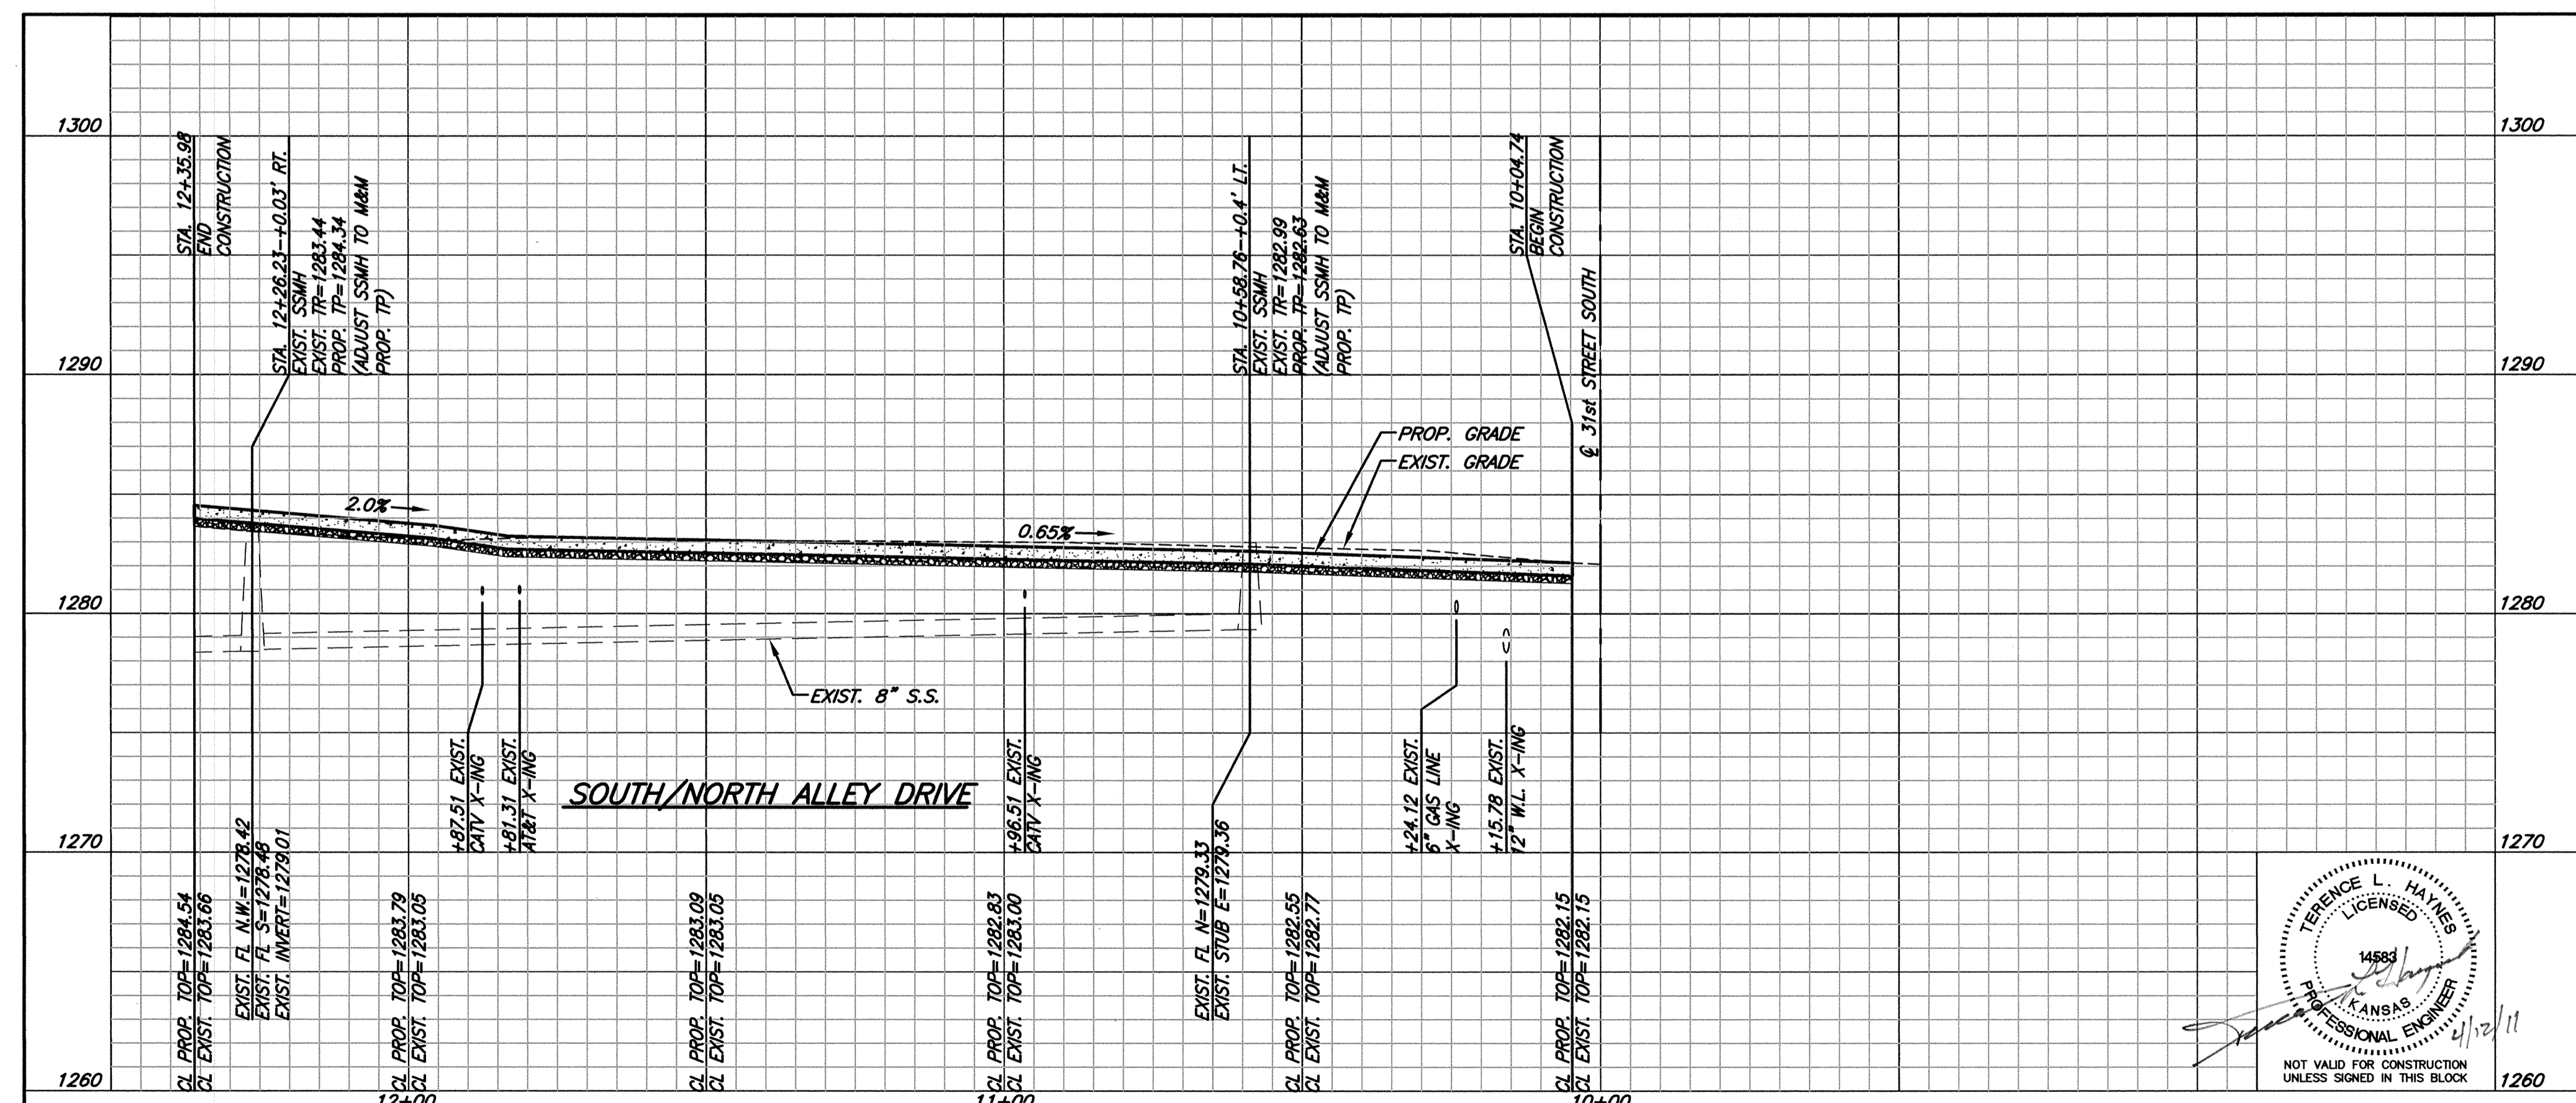 1300
1290
1280
1270
1260
1300
1290
1280
1270
1260
STA. 12+35.98
END
CONSTRUCTION
STA. 12+26.23-+0.03' RT.
EXIST. SSMH
EXIST. TR=1283.44
PROP. TP=1284.34
(ADJUST SSMH TO M&M
PROP. TP)
STA. 10+58.76-+0.4' LT.
EXIST. SSMH
EXIST. TR=1282.99
PROP. TP=1282.63
(ADJUST SSMH TO M&M
PROP. TP)
STA. 10+04.74
BEGIN
CONSTRUCTION
℄ 31st STREET SOUTH
PROP. GRADE
EXIST. GRADE
2.0%
0.65%
EXIST. 8" S.S.
+87.51 EXIST.
CATV X-ING
+81.31 EXIST.
AT&T X-ING
SOUTH/NORTH ALLEY DRIVE
+96.51 EXIST.
CATV X-ING
+24.12 EXIST.
6" GAS LINE
X-ING
+15.78 EXIST.
12" W.L. X-ING
CL PROP. TOP=1284.54
CL EXIST. TOP=1283.66
EXIST. FL N.W.=1278.42
EXIST. FL S=1278.48
EXIST. INVERT=1279.01
CL PROP. TOP=1283.79
CL EXIST. TOP=1283.05
CL PROP. TOP=1283.09
CL EXIST. TOP=1283.05
CL PROP. TOP=1282.83
CL EXIST. TOP=1283.00
EXIST. FL N=1279.33
EXIST. STUB E=1279.36
CL PROP. TOP=1282.55
CL EXIST. TOP=1282.77
CL PROP. TOP=1282.15
CL EXIST. TOP=1282.15
12+00
11+00
10+00
TERENCE L. HAYNES
LICENSED
14583
KANSAS
PROFESSIONAL ENGINEER
4/12/11
NOT VALID FOR CONSTRUCTION
UNLESS SIGNED IN THIS BLOCK